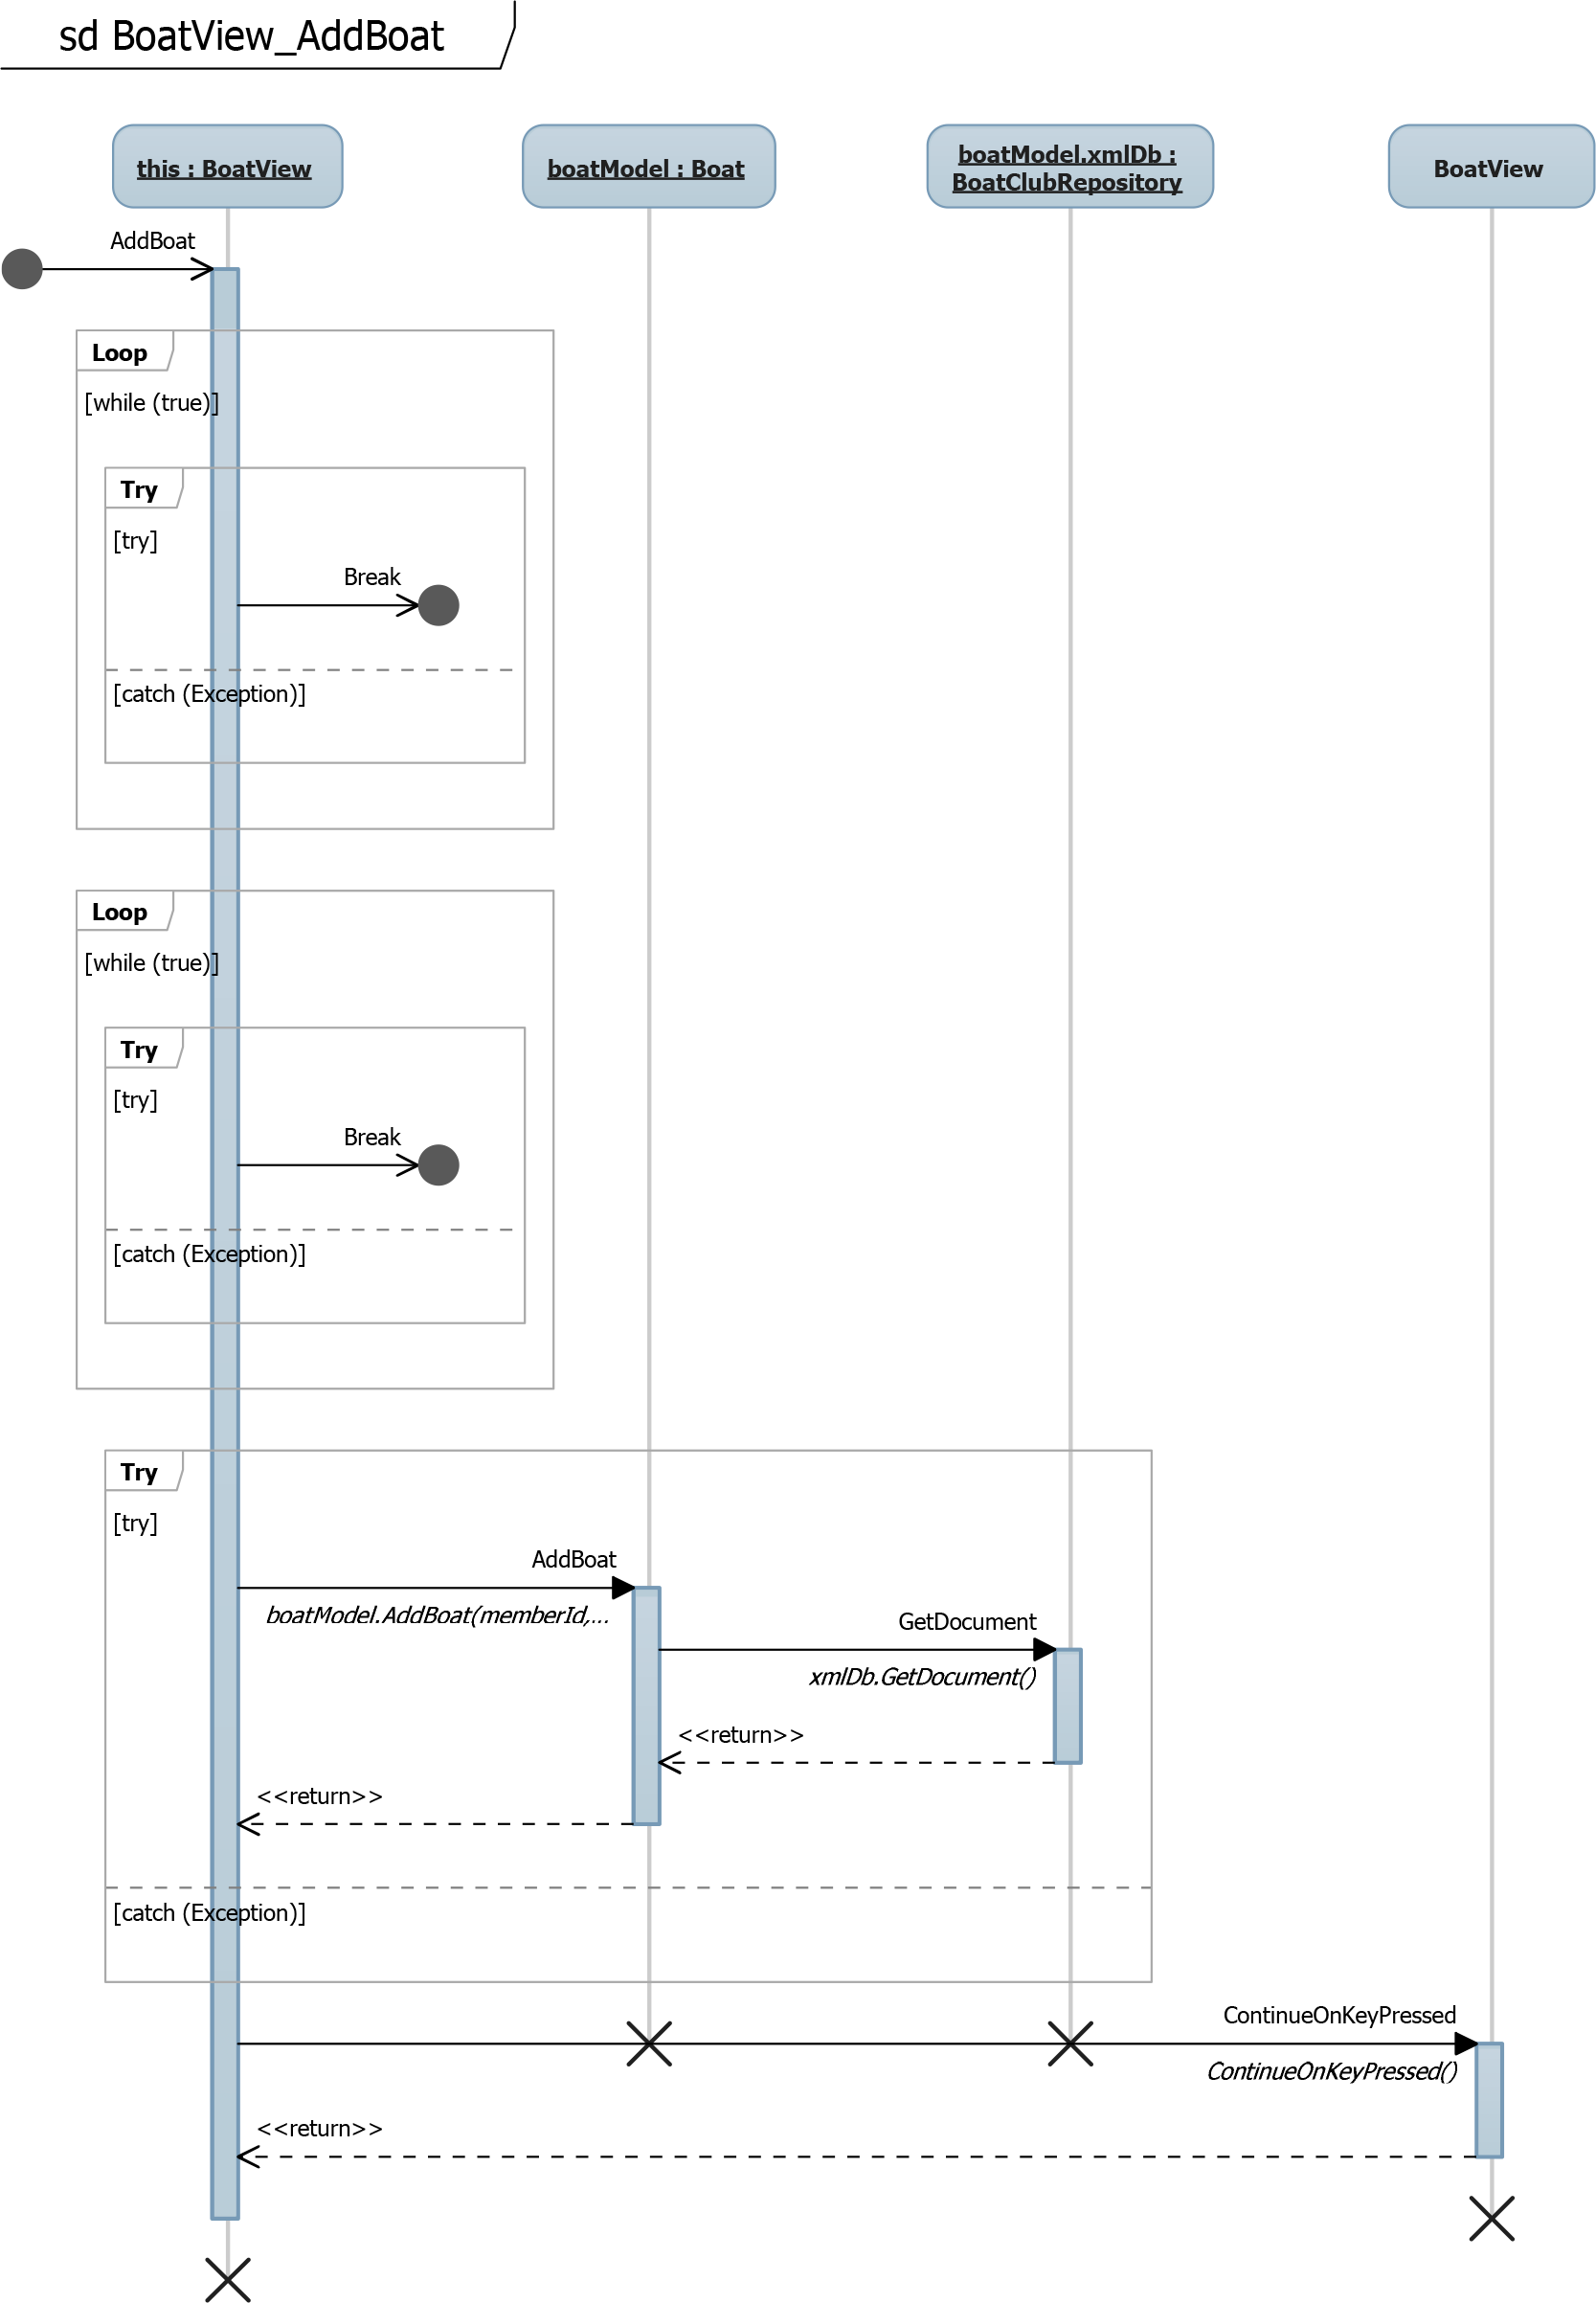 sd BoatView_AddBoat
this : BoatView
boatModel : Boat
boatModel.xmlDb :
BoatClubRepository
BoatView
AddBoat
Loop
[while (true)]
Try
[try]
Break
[catch (Exception)]
Loop
[while (true)]
Try
[try]
Break
[catch (Exception)]
Try
[try]
AddBoat
boatModel.AddBoat(memberId,...
GetDocument
xmlDb.GetDocument()
<<return>>
<<return>>
[catch (Exception)]
ContinueOnKeyPressed
ContinueOnKeyPressed()
<<return>>